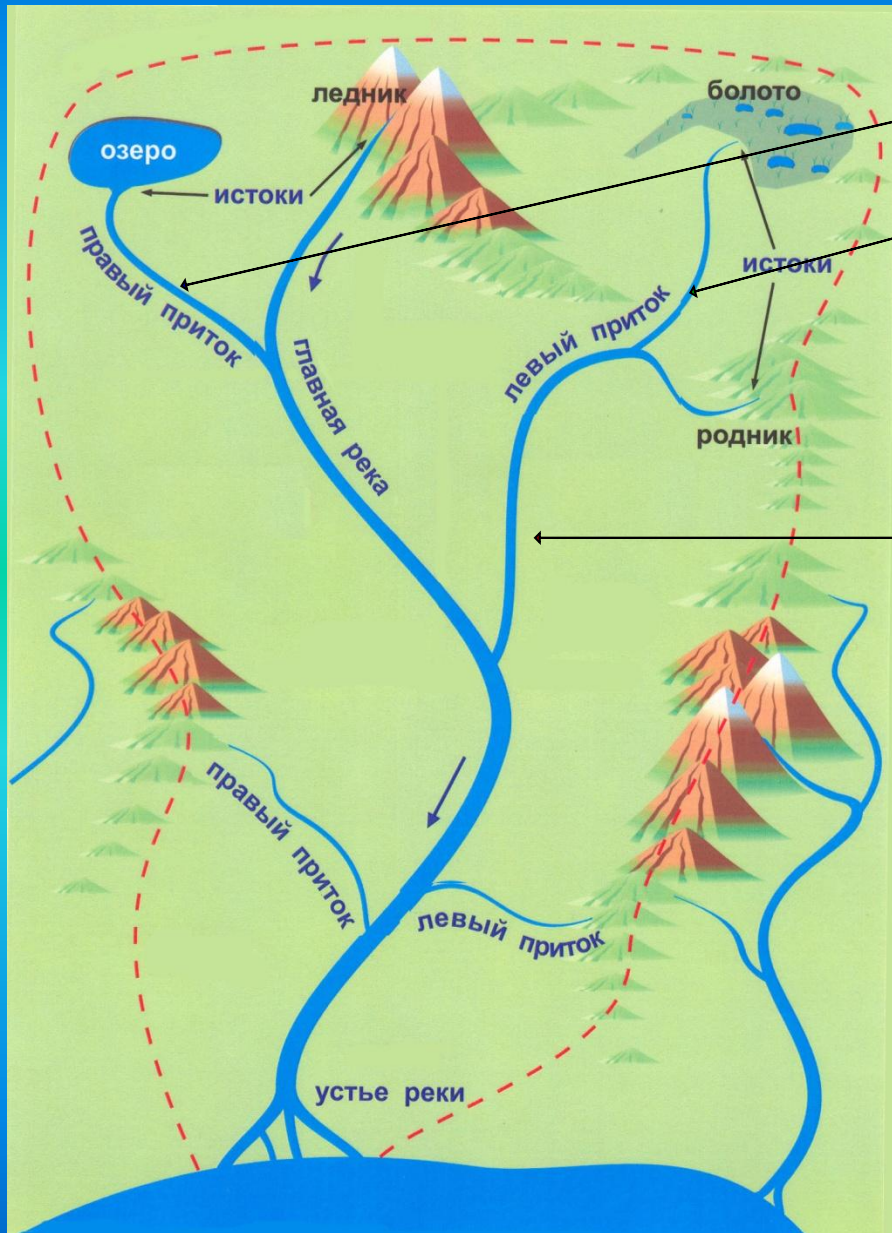 ледник
болото
озеро
истоки
истоки
правый приток
левый приток
главная река
родник
правый приток
левый приток
устье реки